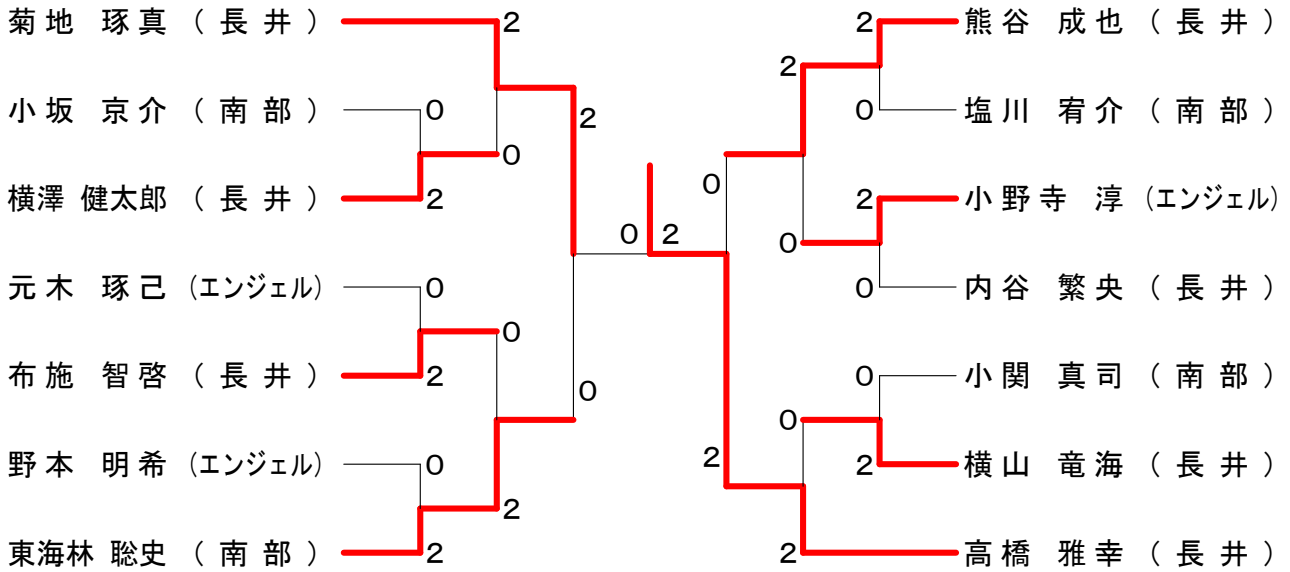 菊地 琢真 (長井) 2 2 熊谷 成也 (長井)
2
小坂 京介 (南部) 0 2 0 塩川 宥介 (南部)
0
横澤 健太郎 (長井) 2 0 2 小野寺 淳 (エンジェル)
0 2 0
元木 琢己 (エンジェル) 0 0 内谷 繁央 (長井)
0
布施 智啓 (長井) 2 0 0 小関 真司 (南部)
0
野本 明希 (エンジェル) 0 2 2 横山 竜海 (長井)
2
東海林 聡史 (南部) 2 2 高橋 雅幸 (長井)